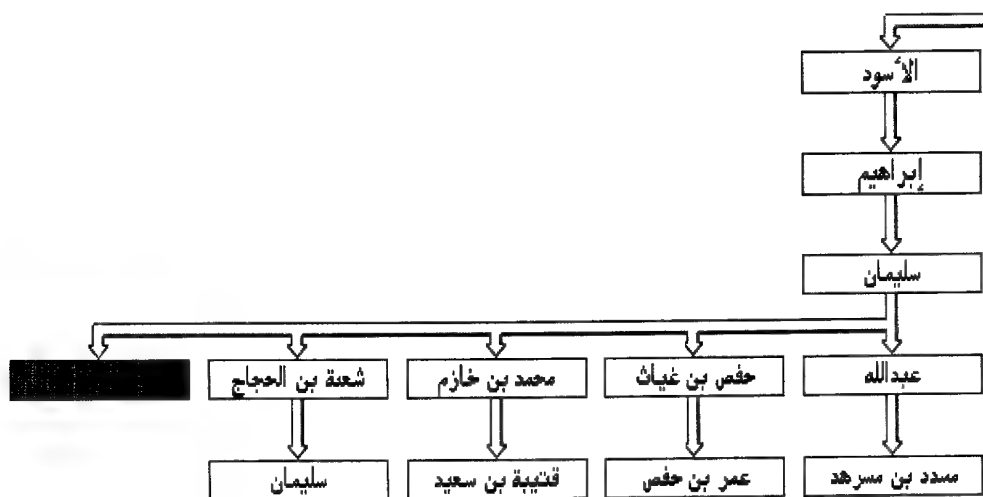 الأسود
إبراهيم
سليمان
عبدالله
حفص بن غياث
محمد بن خازم
شعبة بن الحجاج
مسدد بن مسرهد
عمر بن حفص
قتيبة بن سعيد
سليمان